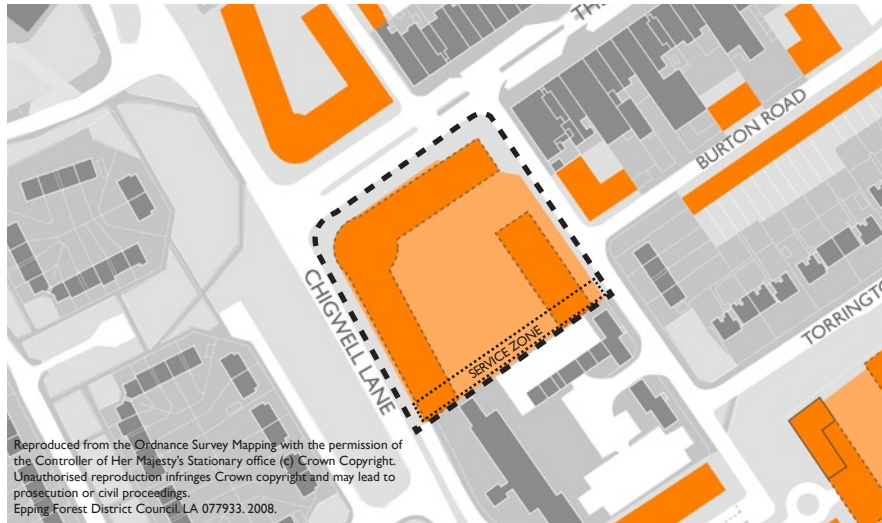 TH
BURTON ROAD
CHIGWELL LANE
SERVICE ZONE
TORRINGT
Reproduced from the Ordnance Survey Mapping with the permission of
the Controller of Her Majesty's Stationary office (c) Crown Copyright.
Unauthorised reproduction infringes Crown copyright and may lead to
prosecution or civil proceedings.
Epping Forest District Council. LA 077933. 2008.